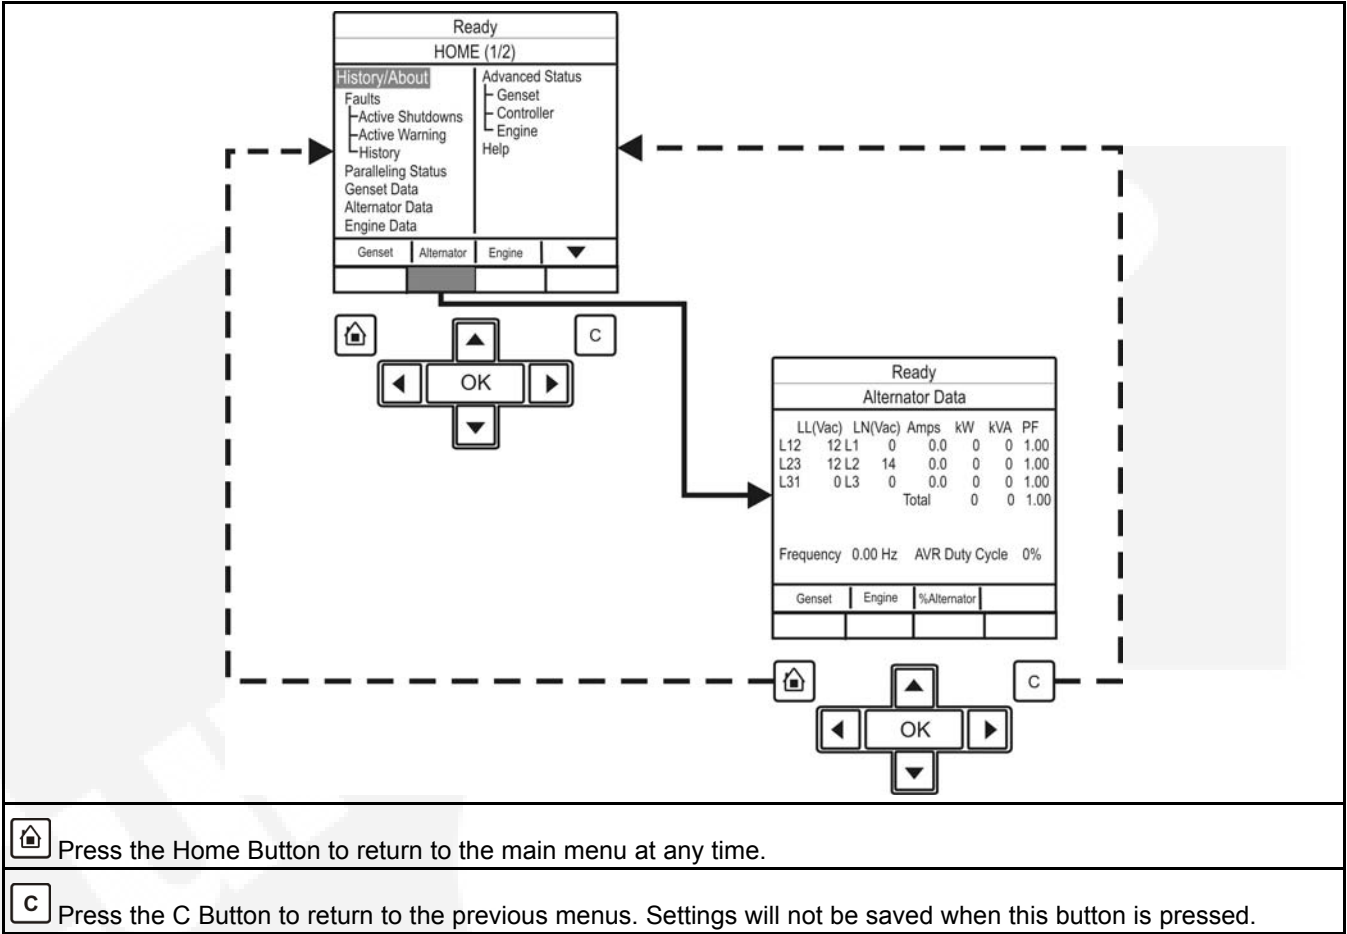 Ready
HOME (1/2)
History/About
Faults
Active Shutdowns
Active Warning
History
Paralleling Status
Genset Data
Alternator Data
Engine Data
Advanced Status
Genset
Controller
Engine
Help
Genset Alternator Engine
C
OK
Ready
Alternator Data
LL(Vac) LN(Vac) Amps kW kVA PF
L12 12 L1 0 0.0 0 0 1.00
L23 12 L2 14 0.0 0 0 1.00
L31 0 L3 0 0.0 0 0 1.00
Total 0 0 1.00
Frequency 0.00 Hz AVR Duty Cycle 0%
Genset Engine %Alternator
C
OK
Press the Home Button to return to the main menu at any time.
C Press the C Button to return to the previous menus. Settings will not be saved when this button is pressed.